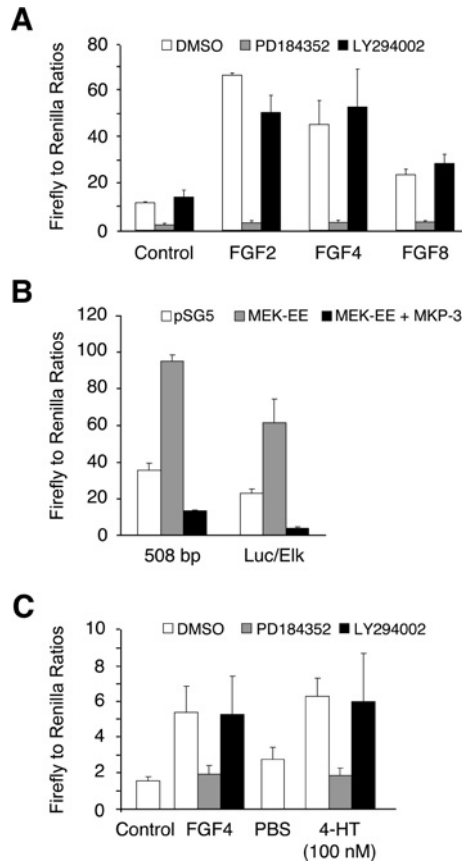 A
Firefly to Renilla Ratios
80
60
40
20
0
DMSO PD184352 LY294002
Control FGF2 FGF4 FGF8
B
Firefly to Renilla Ratios
120
100
80
60
40
20
0
pSG5 MEK-EE MEK-EE + MKP-3
508 bp Luc/Elk
C
Firefly to Renilla Ratios
10
8
6
4
2
0
DMSO PD184352 LY294002
Control FGF4 PBS 4-HT
(100 nM)